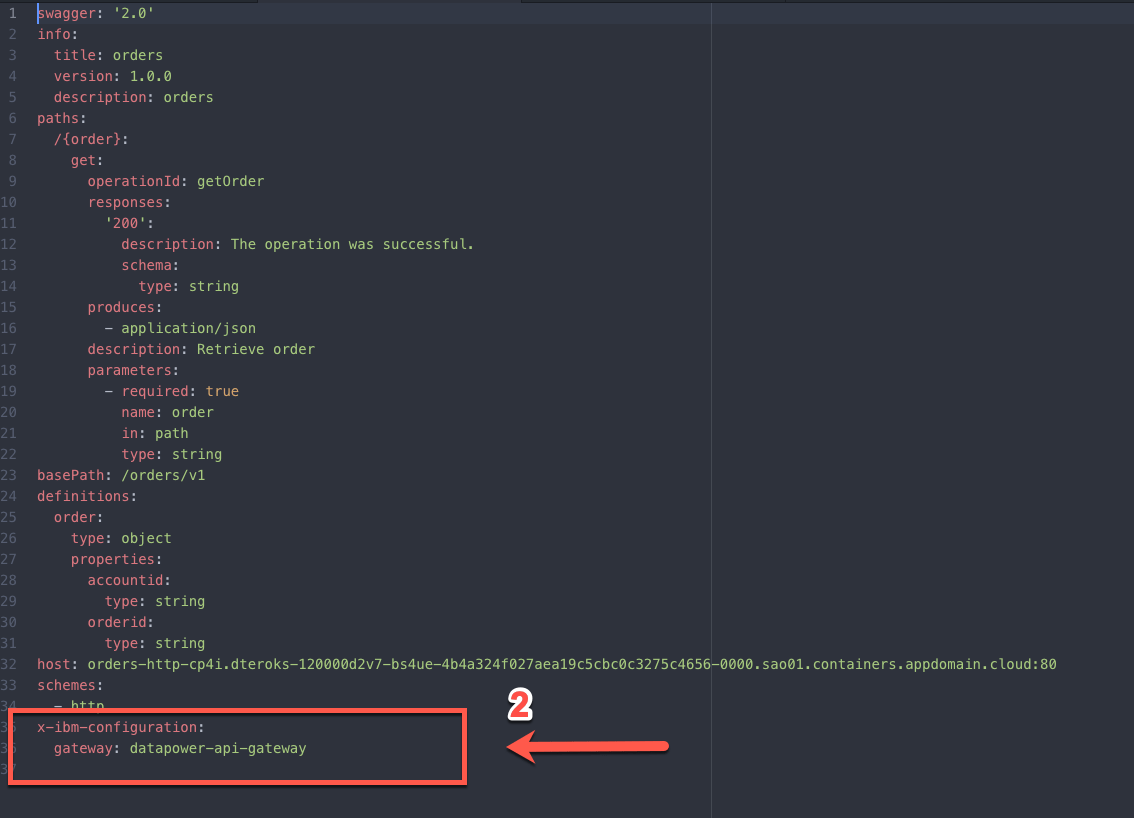 1 swagger: '2.0'
2 info:
3   title: orders
4   version: 1.0.0
5   description: orders
6 paths:
7   /{order}:
8     get:
9       operationId: getOrder
10       responses:
11         '200':
12           description: The operation was successful.
13           schema:
14             type: string
15       produces:
16         - application/json
17       description: Retrieve order
18       parameters:
19         - required: true
20           name: order
21           in: path
22           type: string
23 basePath: /orders/v1
24 definitions:
25   order:
26     type: object
27     properties:
28       accountid:
29         type: string
30       orderid:
31         type: string
32 host: orders-http-cp4i.dteroks-120000d2v7-bs4ue-4b4a324f027aea19c5cbc0c3275c4656-0000.sao01.containers.appdomain.cloud:80
33 schemes:
34   - http
2
35 x-ibm-configuration:
36   gateway: datapower-api-gateway
37